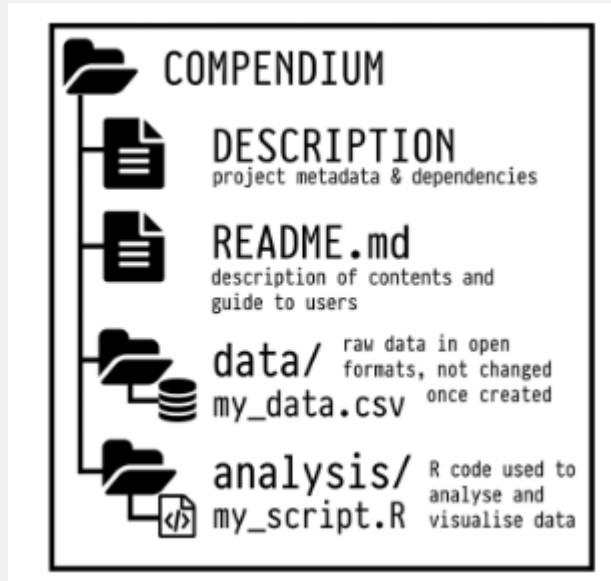 COMPENDIUM
DESCRIPTION
project metadata & dependencies
README.md
description of contents and
guide to users
data/
raw data in open
formats, not changed
once created
my_data.csv
analysis/
R code used to
analyse and
visualise data
my_script.R